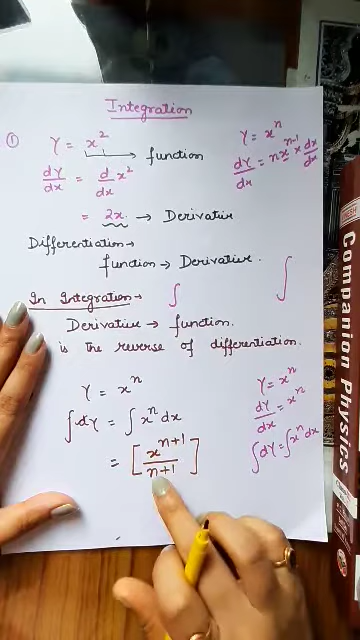 Integration
① Y = x²
→ function
dY/dx = d/dx x²
= 2x → Derivative
Y = xⁿ
dY/dx = nxⁿ⁻¹ × dx/dx
Differentiation→
function → Derivative.
In Integration→ ∫
∫
Derivative → function.
is the reverse of differentiation.
Y = xⁿ
∫dY = ∫xⁿ dx
= [xⁿ⁺¹/n+1]
Y = xⁿ
dY/dx = xⁿ
∫dY = ∫xⁿ dx